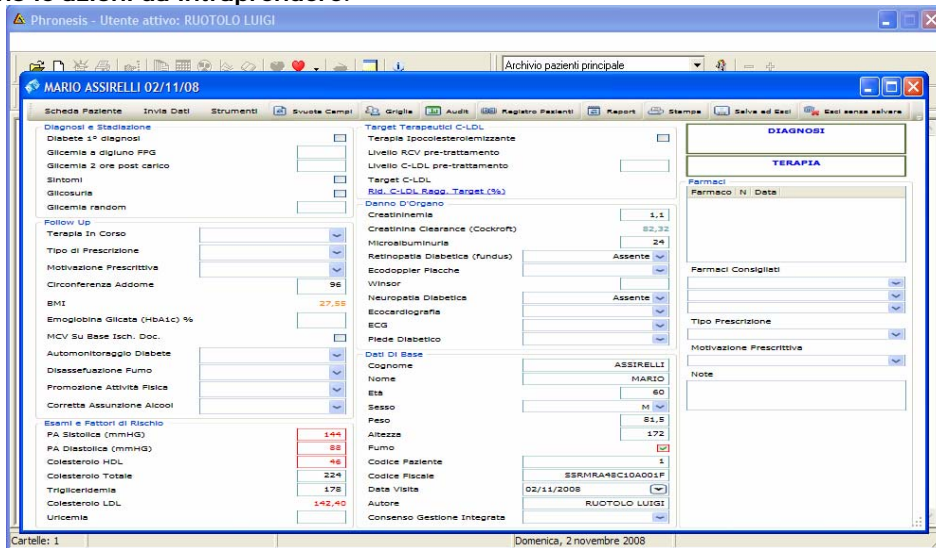 Phronesis - Utente attivo: RUOTOLO LUIGI
Archivio pazienti principale
MARIO ASSIRELLI 02/11/08
Scheda Paziente Invia Dati Strumenti Svuota Campi Griglia Audit Registro Pazienti Report Stampa Salva ed Esci Esci senza salvare
Diagnosi e Stadiazione
Diabete 1° diagnosi
Glicemia a digiuno FPG
Glicemia 2 ore post carico
Sintomi
Glicosuria
Glicemia random
Follow Up
Terapia In Corso
Tipo di Prescrizione
Motivazione Prescrittiva
Circonferenza Addome 96
BMI 27,55
Emoglobina Glicata (HbA1c) %
MCV Su Base Isch. Doc.
Automonitoraggio Diabete
Disassefuazione Fumo
Promozione Attività Fisica
Corretta Assunzione Alcool
Esami e Fattori di Rischio
PA Sistolica (mmHG) 144
PA Diastolica (mmHG) 88
Colesterolo HDL 46
Colesterolo Totale 224
Trigliceridemia 178
Colesterolo LDL 142,40
Uricemia
Target Terapeutici C-LDL
Terapia Ipocolesterolemizzante
Livello RCV pre-trattamento
Livello C-LDL pre-trattamento
Target C-LDL
Rid. C-LDL Ragg. Target (%)
Danno D'Organo
Creatininemia 1,1
Creatinina Clearance (Cockroft) 82,32
Microalbuminuria 24
Retinopatia Diabetica (fundus) Assente
Ecodoppler Placche
Winsor
Neuropatia Diabetica Assente
Ecocardiografia
ECG
Piede Diabetico
Dati Di Base
Cognome ASSIRELLI
Nome MARIO
Età 60
Sesso M
Peso 81,5
Altezza 172
Fumo
Codice Paziente 1
Codice Fiscale SSRMRA48C10A001F
Data Visita 02/11/2008
Autore RUOTOLO LUIGI
Consenso Gestione Integrata
DIAGNOSI
TERAPIA
Farmaci
Farmaco N Data
Farmaci Consigliati
Tipo Prescrizione
Motivazione Prescrittiva
Note
Cartelle: 1
Domenica, 2 novembre 2008